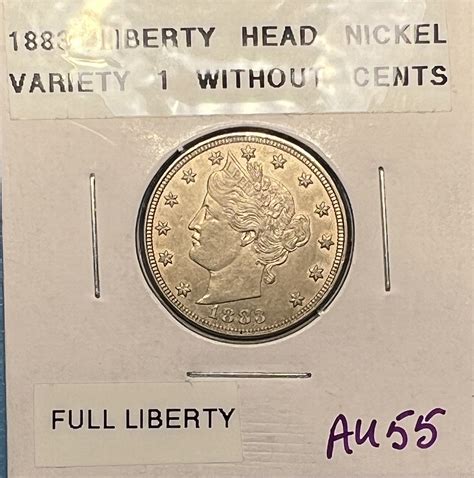 1883 LIBERTY HEAD NICKEL
VARIETY 1 WITHOUT CENTS
1883
FULL LIBERTY
AU55